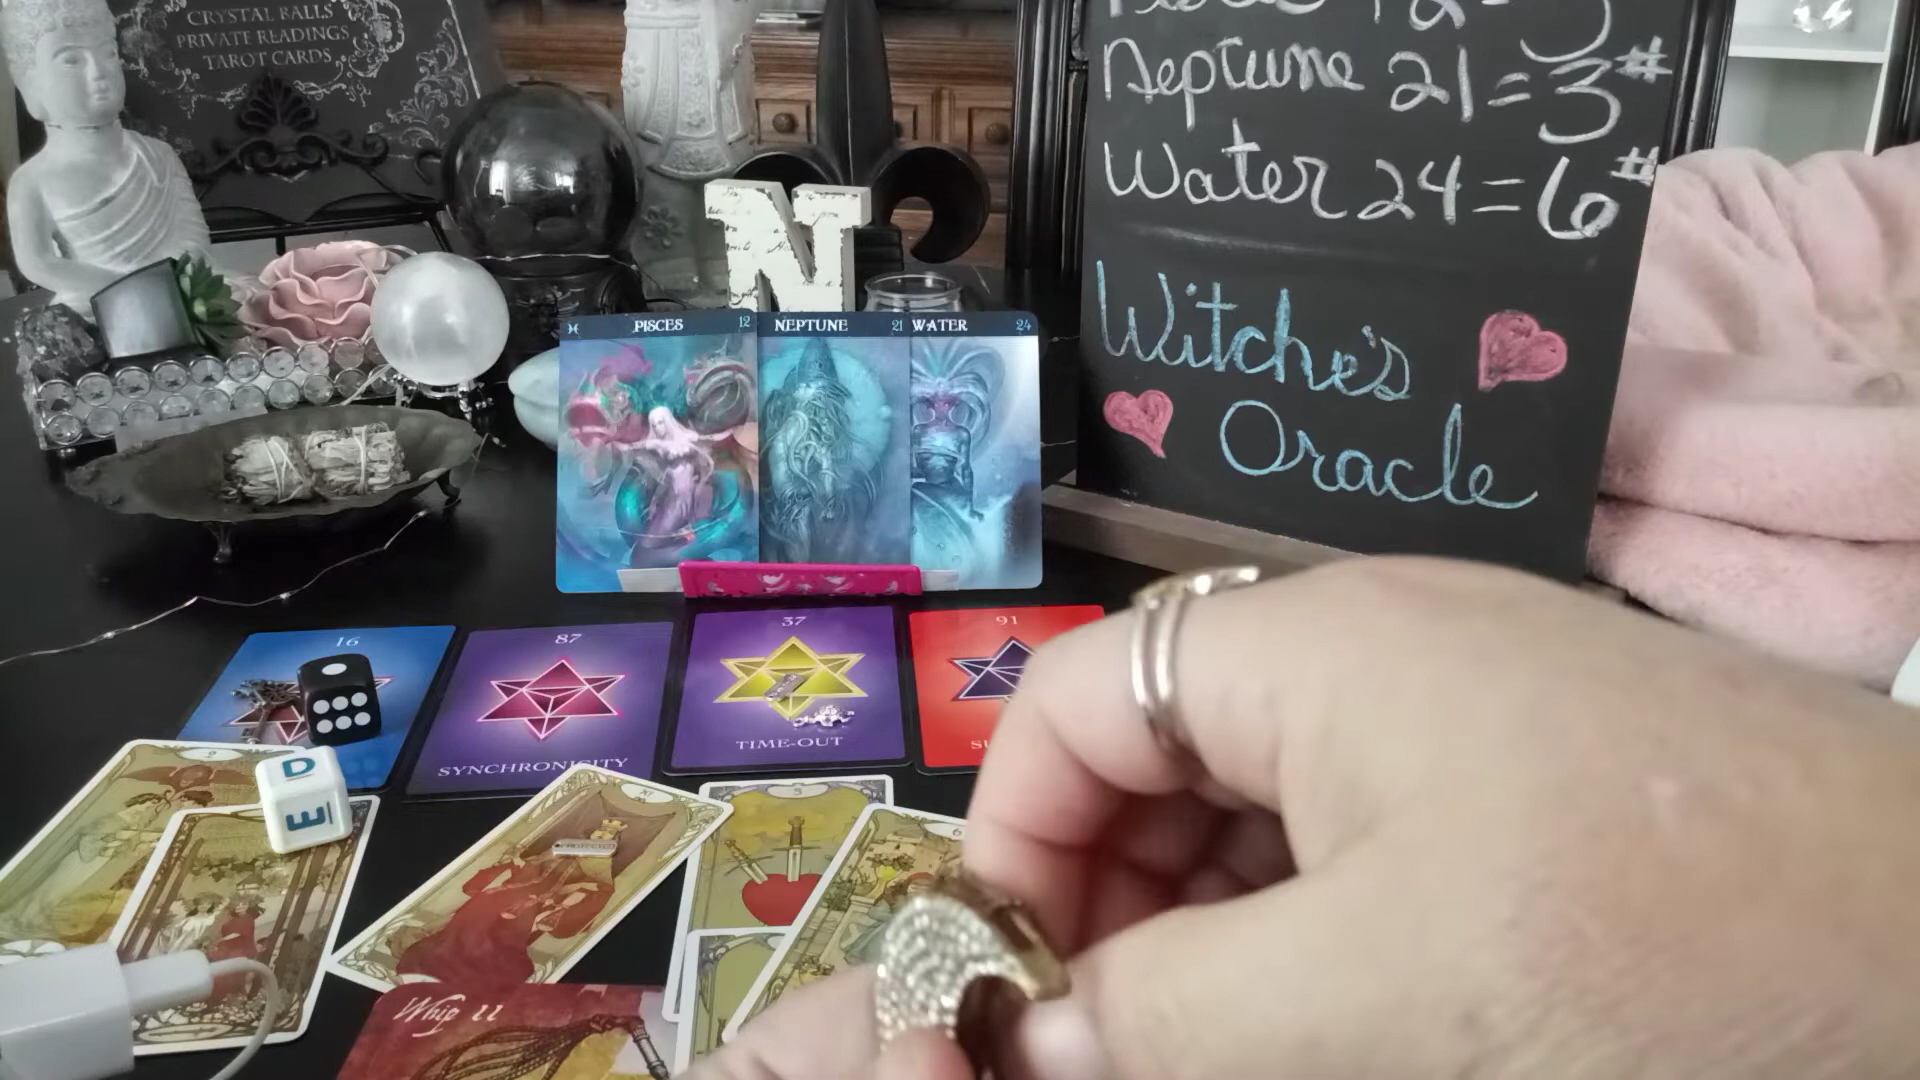 CRYSTAL BALLS
PRIVATE READINGS
TAROT CARDS
Neptune 21=3#
Water 24=6#
Witche's
Oracle
N
PISCES 12
NEPTUNE 21
WATER 24
16
87
SYNCHRONICITY
37
TIME-OUT
91
D
E
6
Whip 11